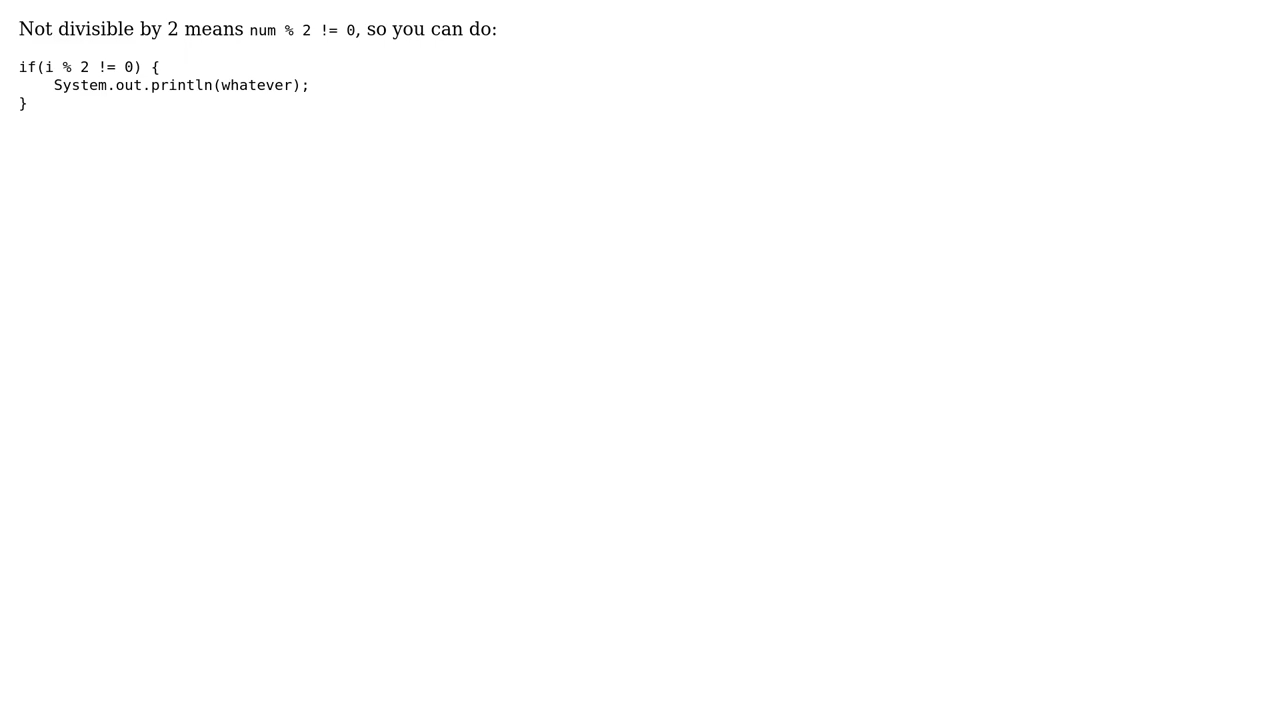 Not divisible by 2 means num % 2 != 0, so you can do:
if(i % 2 != 0) {
    System.out.println(whatever);
}